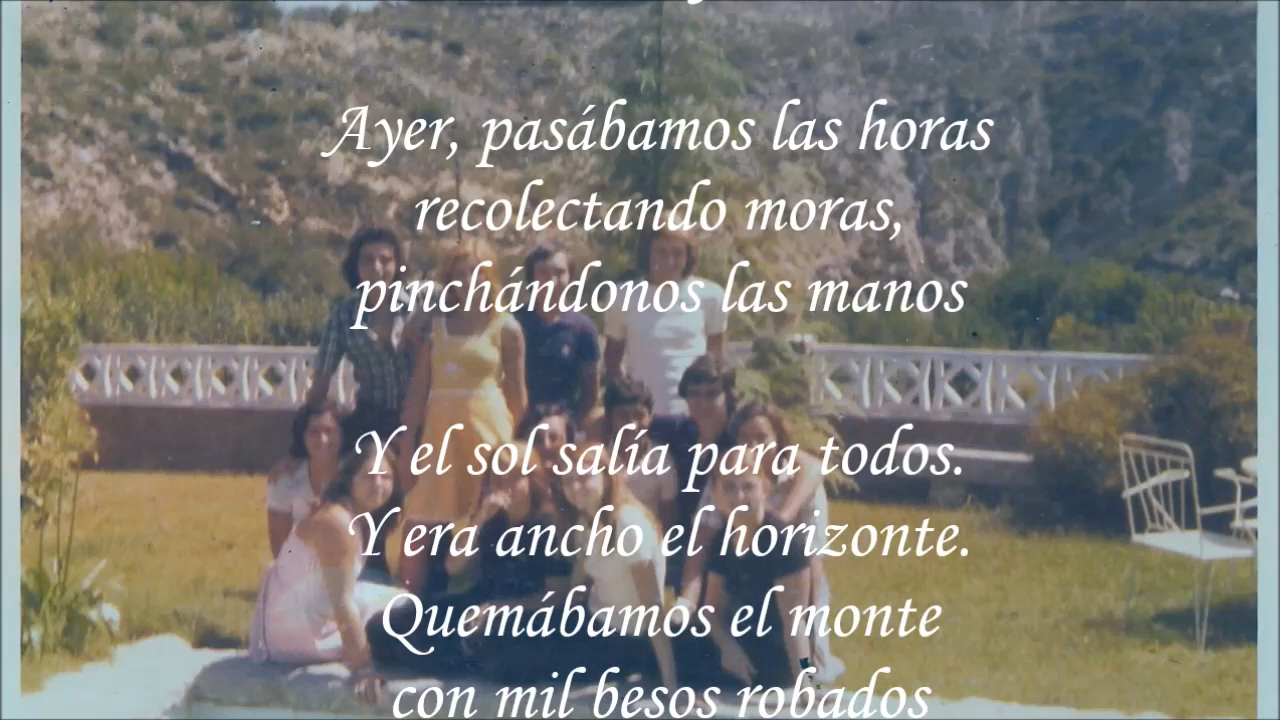 Ayer, pasábamos las horas
recolectando moras,
pinchándonos las manos
Y el sol salía para todos.
Y era ancho el horizonte.
Quemábamos el monte
con mil besos robados